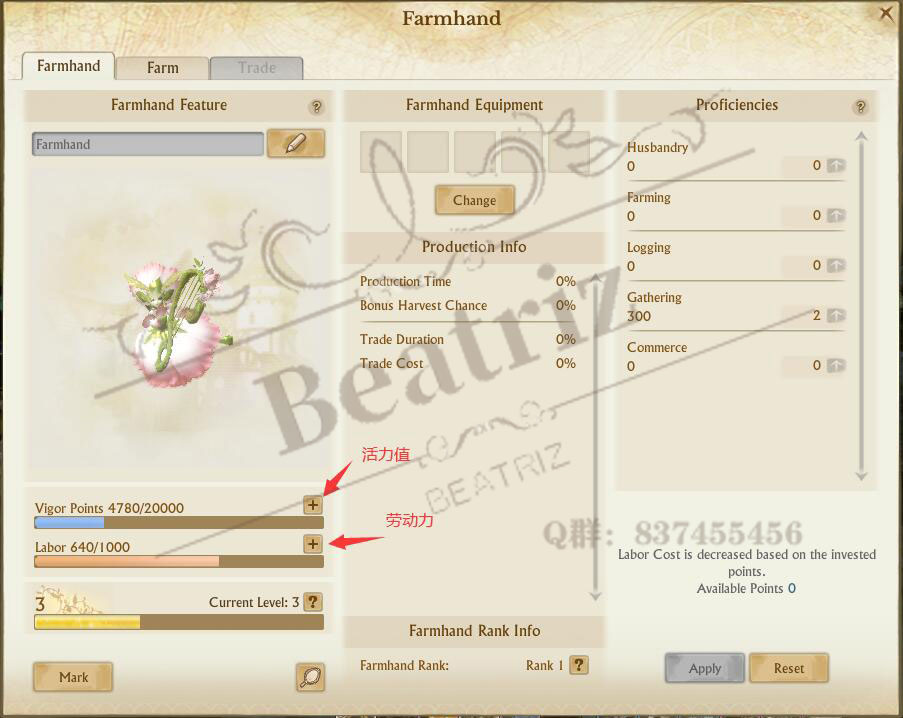 Farmhand
Farmhand Farm Trade
Farmhand Feature ?
Farmhand
Farmhand Equipment
Change
Production Info
Production Time 0%
Bonus Harvest Chance 0%
Trade Duration 0%
Trade Cost 0%
Proficiencies ?
Husbandry
0 0
Farming
0 0
Logging
0 0
Gathering
300 2
Commerce
0 0
Beatriz
BEATRIZ
活力值
Vigor Points 4780/20000 +
劳动力
Labor 640/1000 +
3 Current Level: 3 ?
Mark
Farmhand Rank Info
Farmhand Rank: Rank 1 ?
Q群：837455456
Labor Cost is decreased based on the invested
points.
Available Points 0
Apply Reset